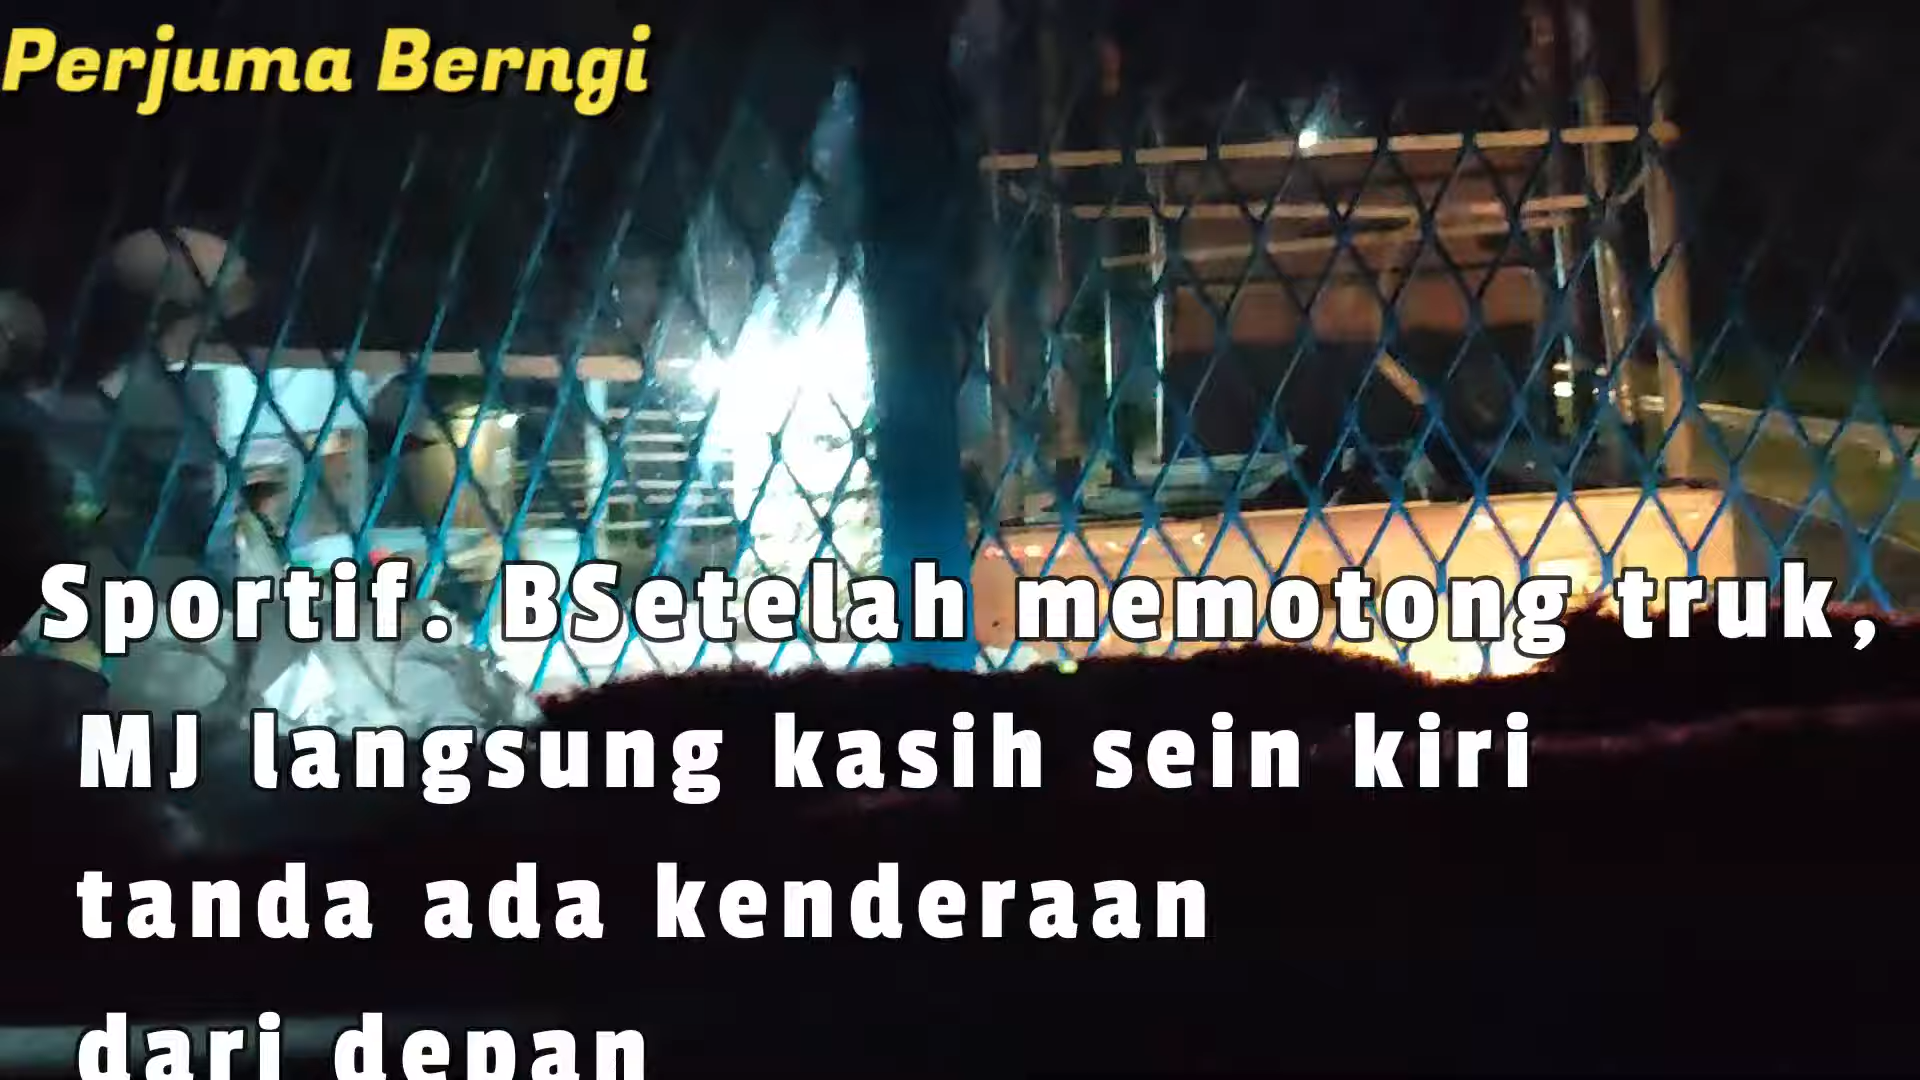 Perjuma Berngi
Sportif. BSetelah memotong truk,
MJ langsung kasih sein kiri
tanda ada kenderaan
dari depan